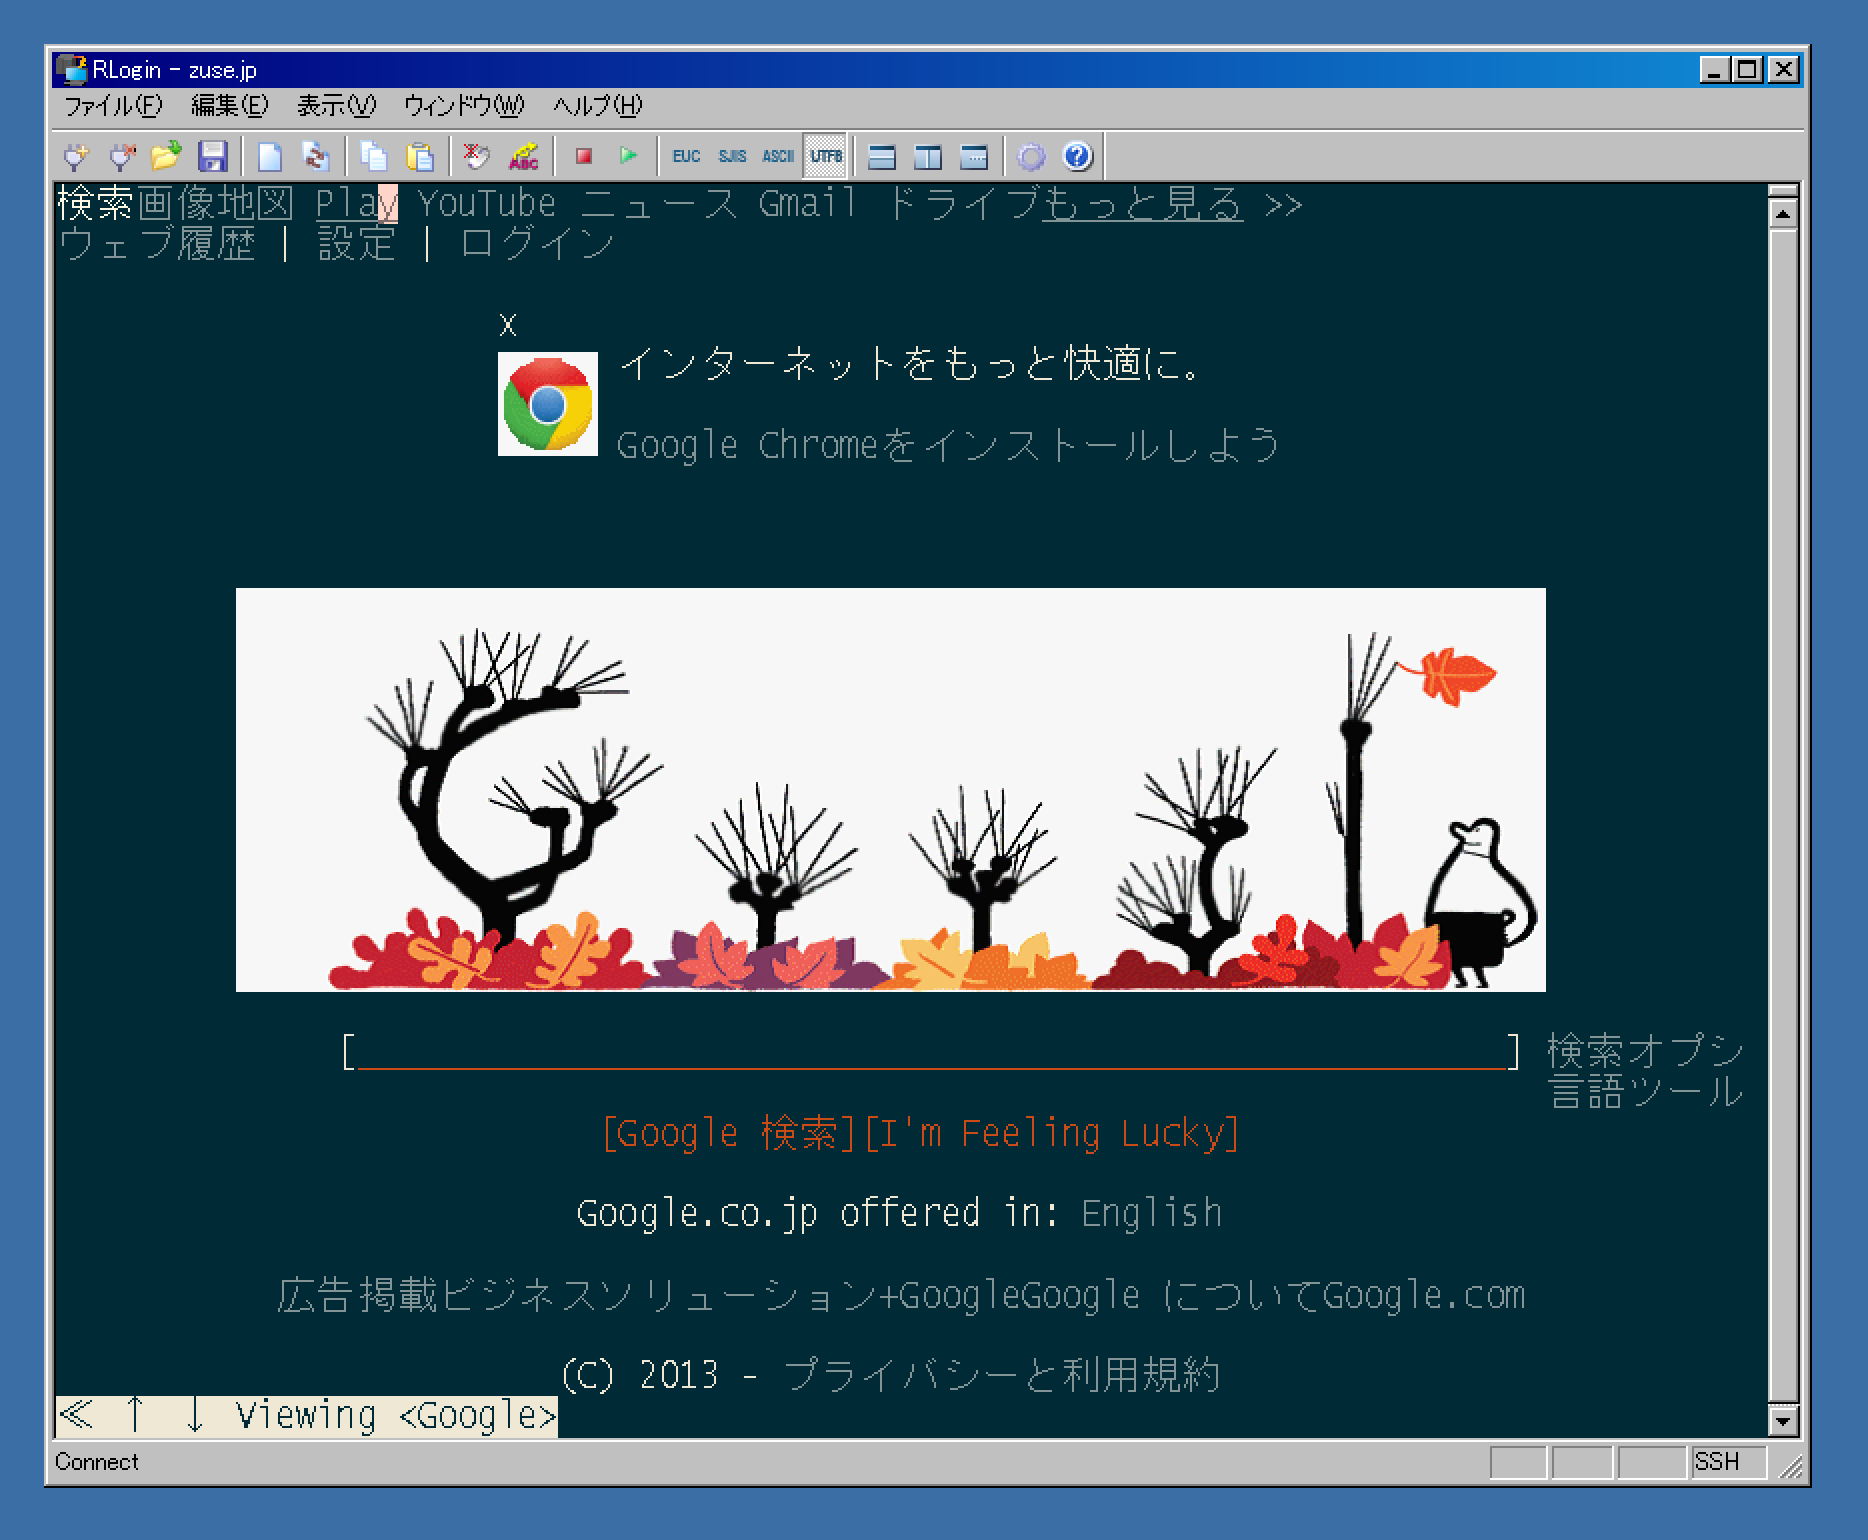 RLogin - zuse.jp
ファイル(F) 編集(E) 表示(V) ウィンドウ(W) ヘルプ(H)
ABC EUC SJIS ASCII UTF8
検索画像地図 Play YouTube ニュース Gmail ドライブもっと見る >>
ウェブ履歴 | 設定 | ログイン
X
インターネットをもっと快適に。
Google Chromeをインストールしよう
[ ] 検索オプシ
言語ツール
[Google 検索][I'm Feeling Lucky]
Google.co.jp offered in: English
広告掲載ビジネスソリューション+GoogleGoogle についてGoogle.com
(C) 2013 - プライバシーと利用規約
≪ ↑ ↓ Viewing <Google>
Connect SSH